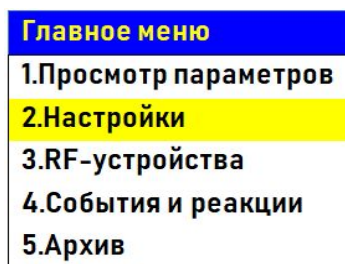 Главное меню
1.Просмотр параметров
2.Настройки
3.RF-устройства
4.События и реакции
5.Архив